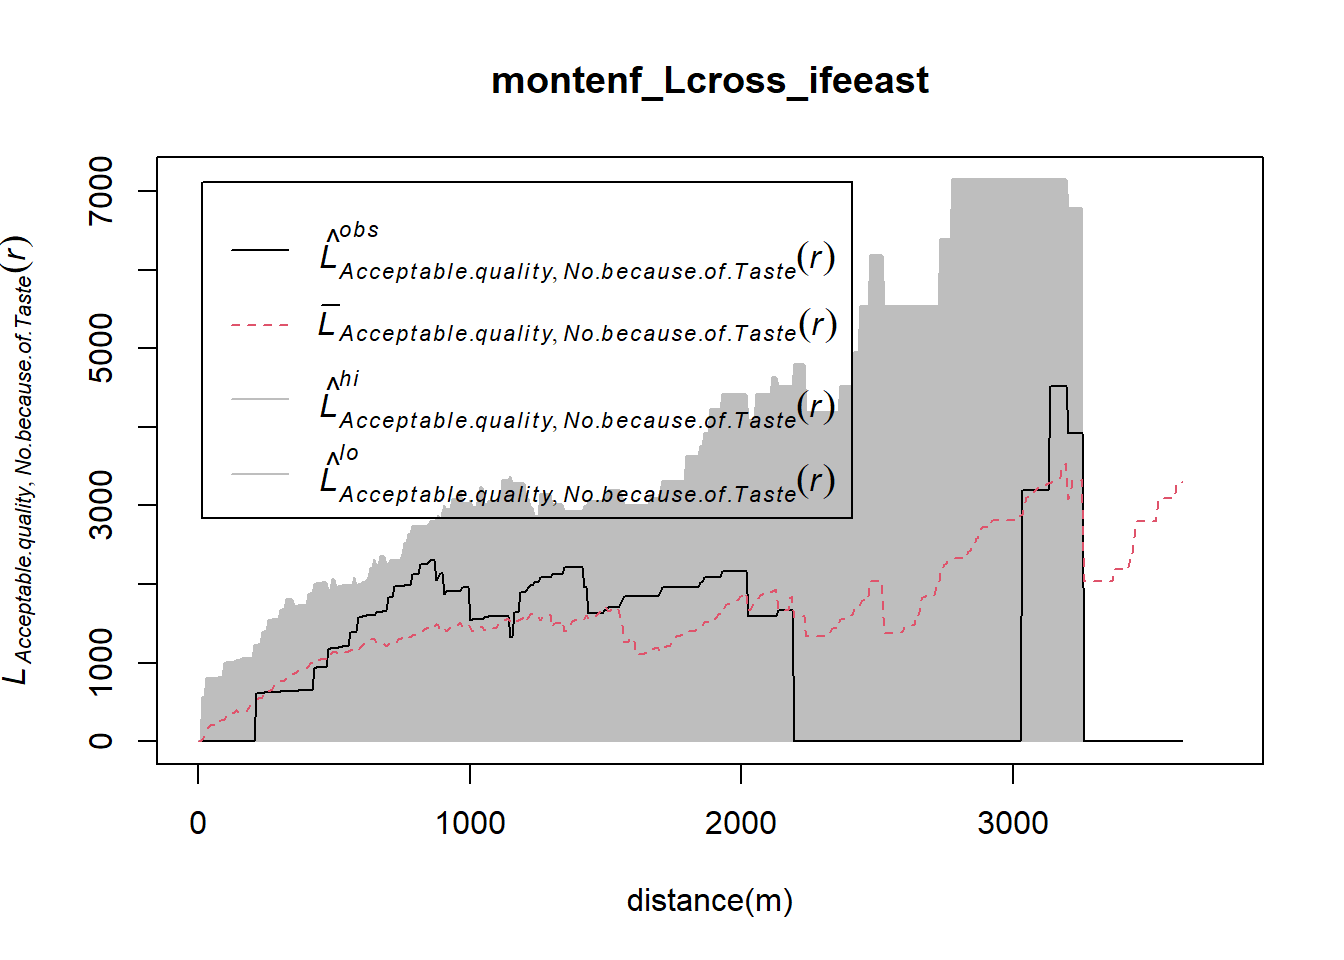 montenf_Lcross_ifeeast
L Acceptable.quality, No.because.of.Taste(r)
7000
5000
3000
1000
0
L̂ obs Acceptable.quality, No.because.of.Taste(r)
L̄ Acceptable.quality, No.because.of.Taste(r)
L̂ hi Acceptable.quality, No.because.of.Taste(r)
L̂ lo Acceptable.quality, No.because.of.Taste(r)
0 1000 2000 3000
distance(m)